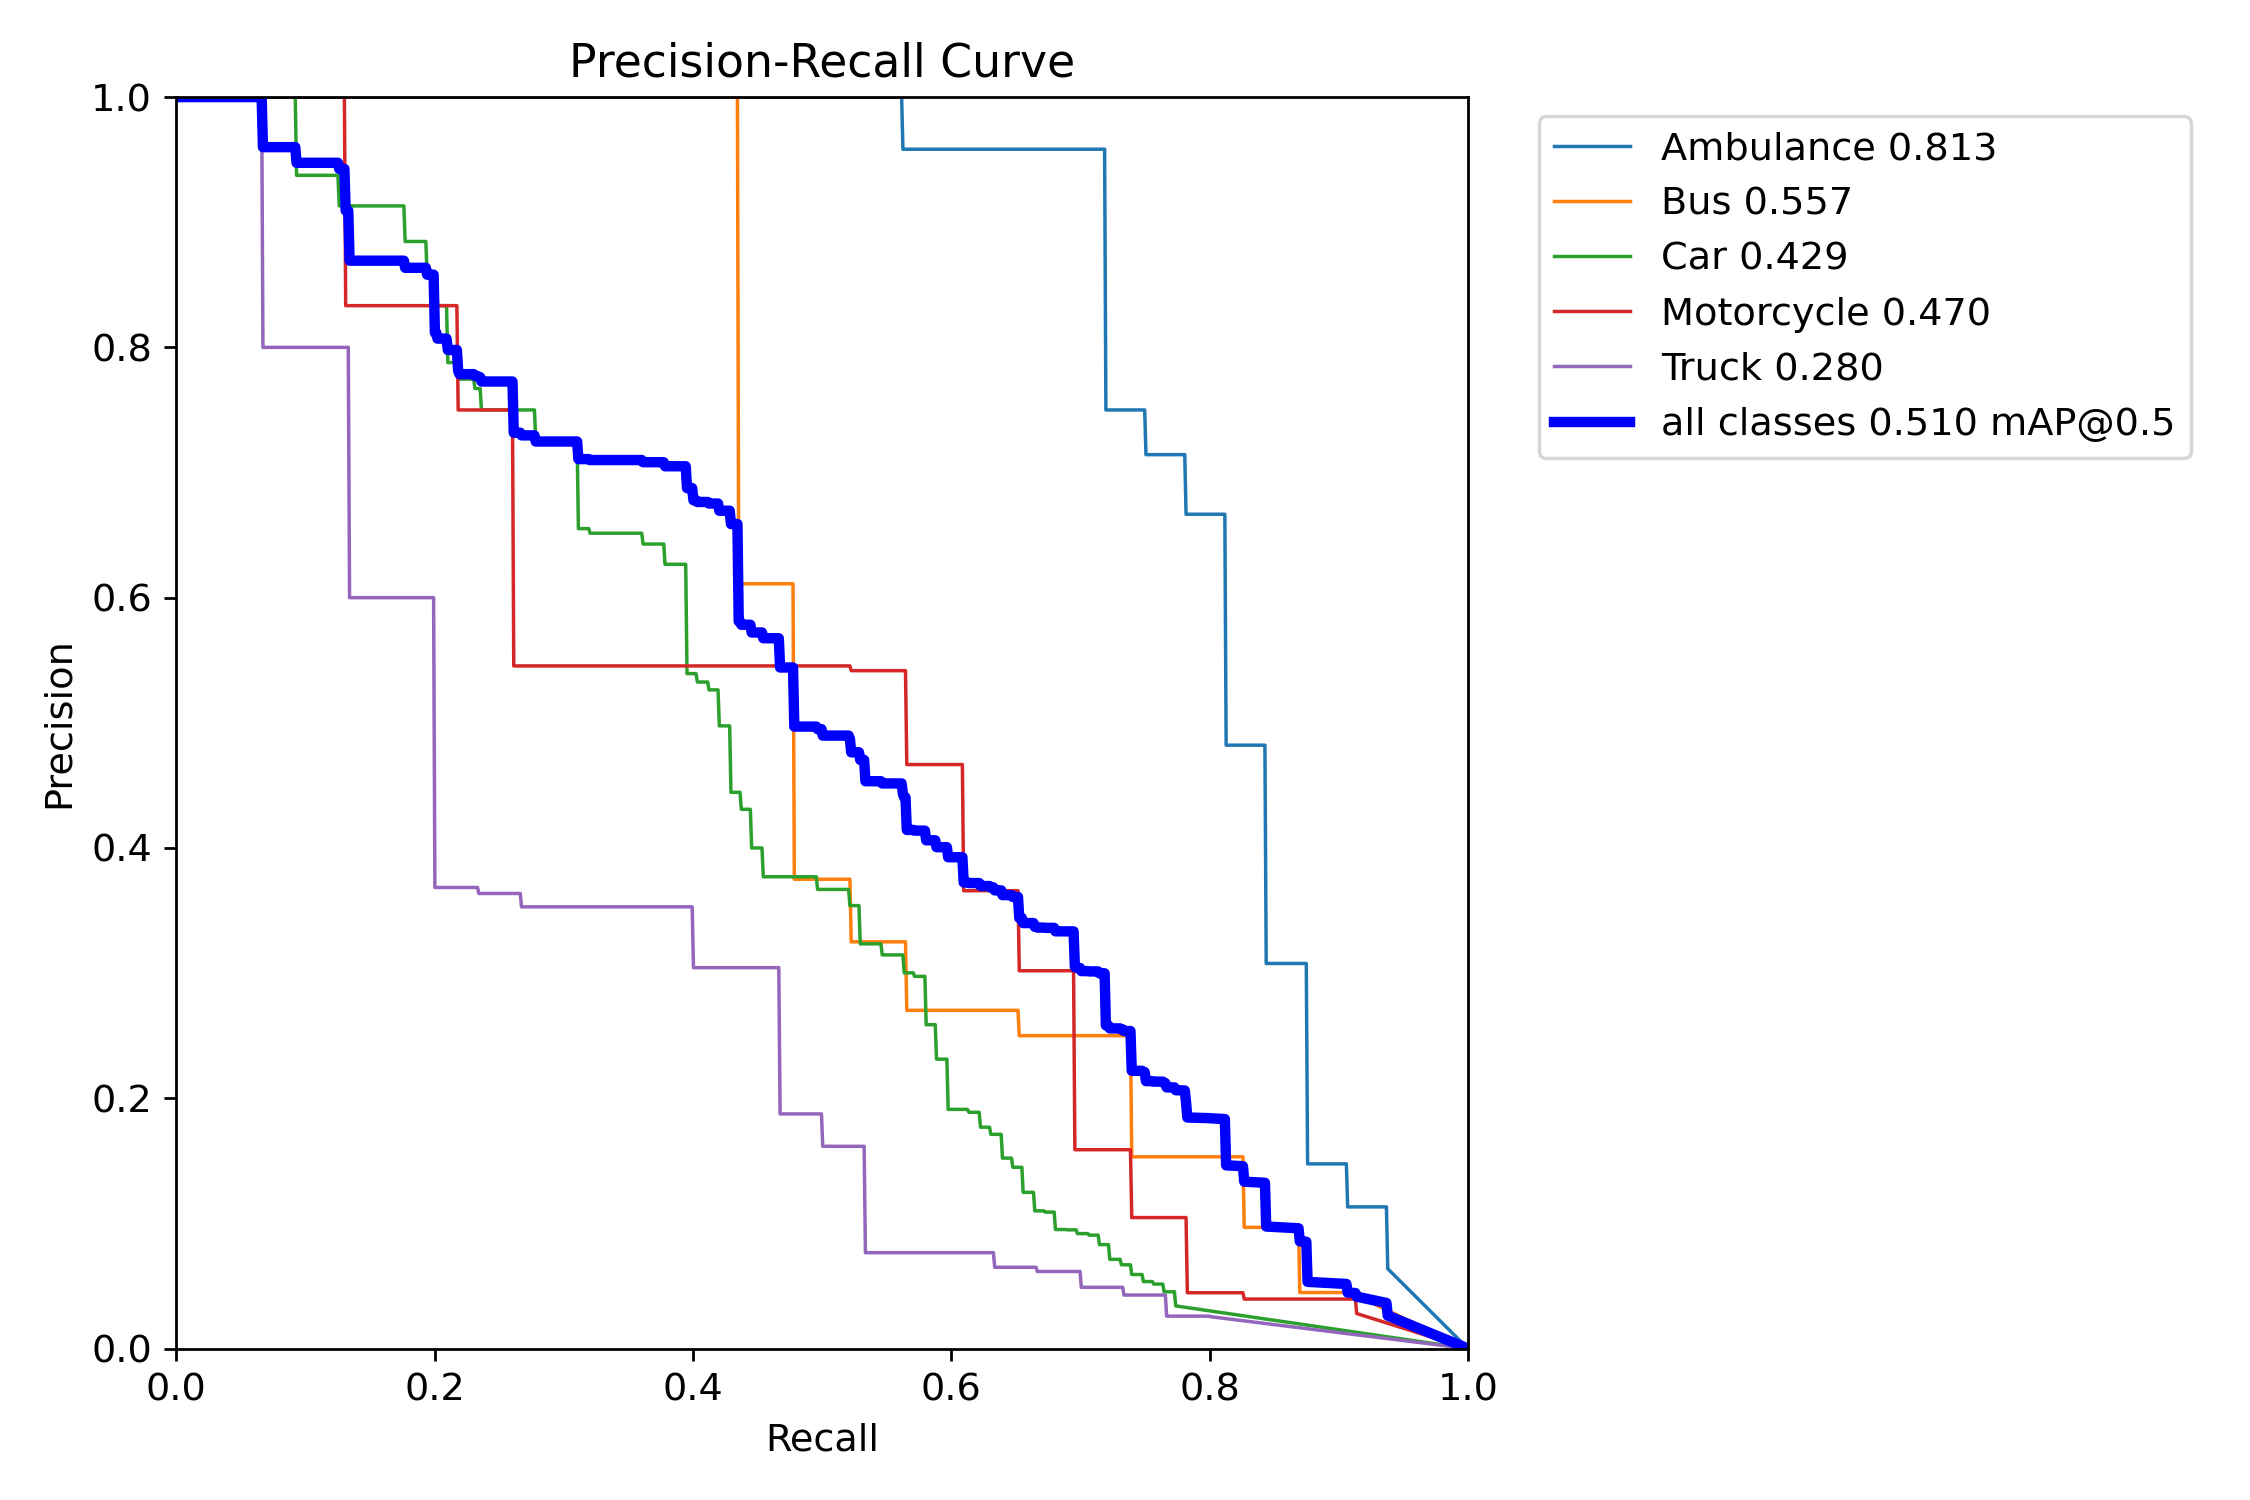 Precision-Recall Curve
1.0
0.8
0.6
0.4
0.2
0.0
Precision
0.0 0.2 0.4 0.6 0.8 1.0
Recall
Ambulance 0.813
Bus 0.557
Car 0.429
Motorcycle 0.470
Truck 0.280
all classes 0.510 mAP@0.5